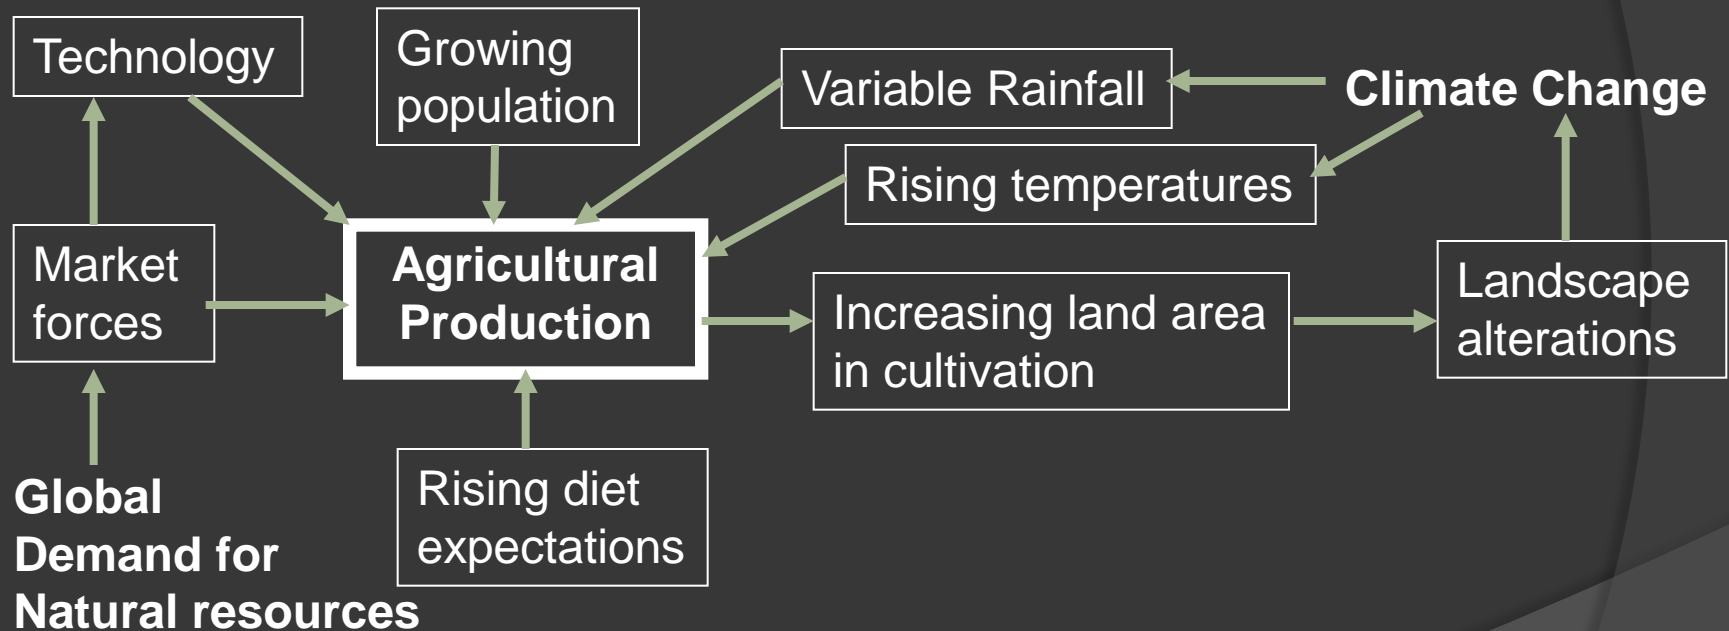 Technology
Growing
population
Variable Rainfall
Climate Change
Rising temperatures
Market
forces
Agricultural
Production
Increasing land area
in cultivation
Landscape
alterations
Global
Demand for
Natural resources
Rising diet
expectations